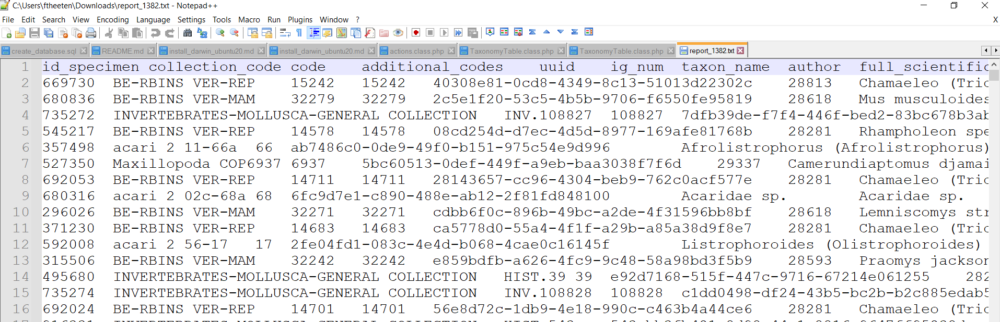 C:\Users\ftheeten\Downloads\report_1382.txt - Notepad++
File Edit Search View Encoding Language Settings Tools Macro Run Plugins Window ? X
create_database.sql README.md install_darwin_ubuntu20.md install_darwin_ubuntu20.md actions.class.php TaxonomyTable.class.php TaxonomyTable.class.php report_1382.txt
1 id_specimen collection_code code additional_codes uuid ig_num taxon_name author full_scientific
2 669730 BE-RBINS VER-REP 15242 15242 40308e81-0cd8-4349-8c13-51013d22302c 28813 Chamaeleo (Tric
3 680836 BE-RBINS VER-MAM 32279 32279 2c5e1f20-53c5-4b5b-9706-f6550fe95819 28618 Mus musculoides
4 735272 INVERTEBRATES-MOLLUSCA-GENERAL COLLECTION INV.108827 108827 7dfb39de-f7f4-446f-bed2-83bc678b3ab
5 545217 BE-RBINS VER-REP 14578 14578 08cd254d-d7ec-4d5d-8977-169afe81768b 28281 Rhampholeon spe
6 357498 acari 2 11-66a 66 ab7486c0-0de9-49f0-b151-975c54e9d996 Afrolistrophorus (Afrolistrophorus)
7 527350 Maxillopoda COP6937 6937 5bc60513-0def-449f-a9eb-baa3038f7f6d 29337 Camerundiaptomus djamai
8 692053 BE-RBINS VER-REP 14711 14711 28143657-cc96-4304-beb9-762c0acf577e 28281 Chamaeleo (Tric
9 680316 acari 2 02c-68a 68 6fc9d7e1-c890-488e-ab12-2f81fd848100 Acaridae sp. Acaridae sp.
10 296026 BE-RBINS VER-MAM 32271 32271 cdbb6f0c-896b-49bc-a2de-4f31596bb8bf 28618 Lemniscomys str
11 371230 BE-RBINS VER-REP 14683 14683 ca5778d0-55a4-4f1f-a29b-a85a38d9f8e7 28281 Chamaeleo (Tric
12 592008 acari 2 56-17 17 2fe04fd1-083c-4e4d-b068-4cae0c16145f Listrophoroides (Olistrophoroides)
13 315506 BE-RBINS VER-MAM 32242 32242 e859bdfb-a626-4fc9-9c48-58a98bd3f5b9 28593 Praomys jackson
14 495680 INVERTEBRATES-MOLLUSCA-GENERAL COLLECTION HIST.39 39 e92d7168-515f-447c-9716-67214e061255 282
15 735274 INVERTEBRATES-MOLLUSCA-GENERAL COLLECTION INV.108828 108828 c1dd0498-df24-43b5-bc2b-b2c885edab5
16 692024 BE-RBINS VER-REP 14701 14701 56e8d72c-1db9-4e18-990c-c463b4a44ce6 28281 Chamaeleo (Tric